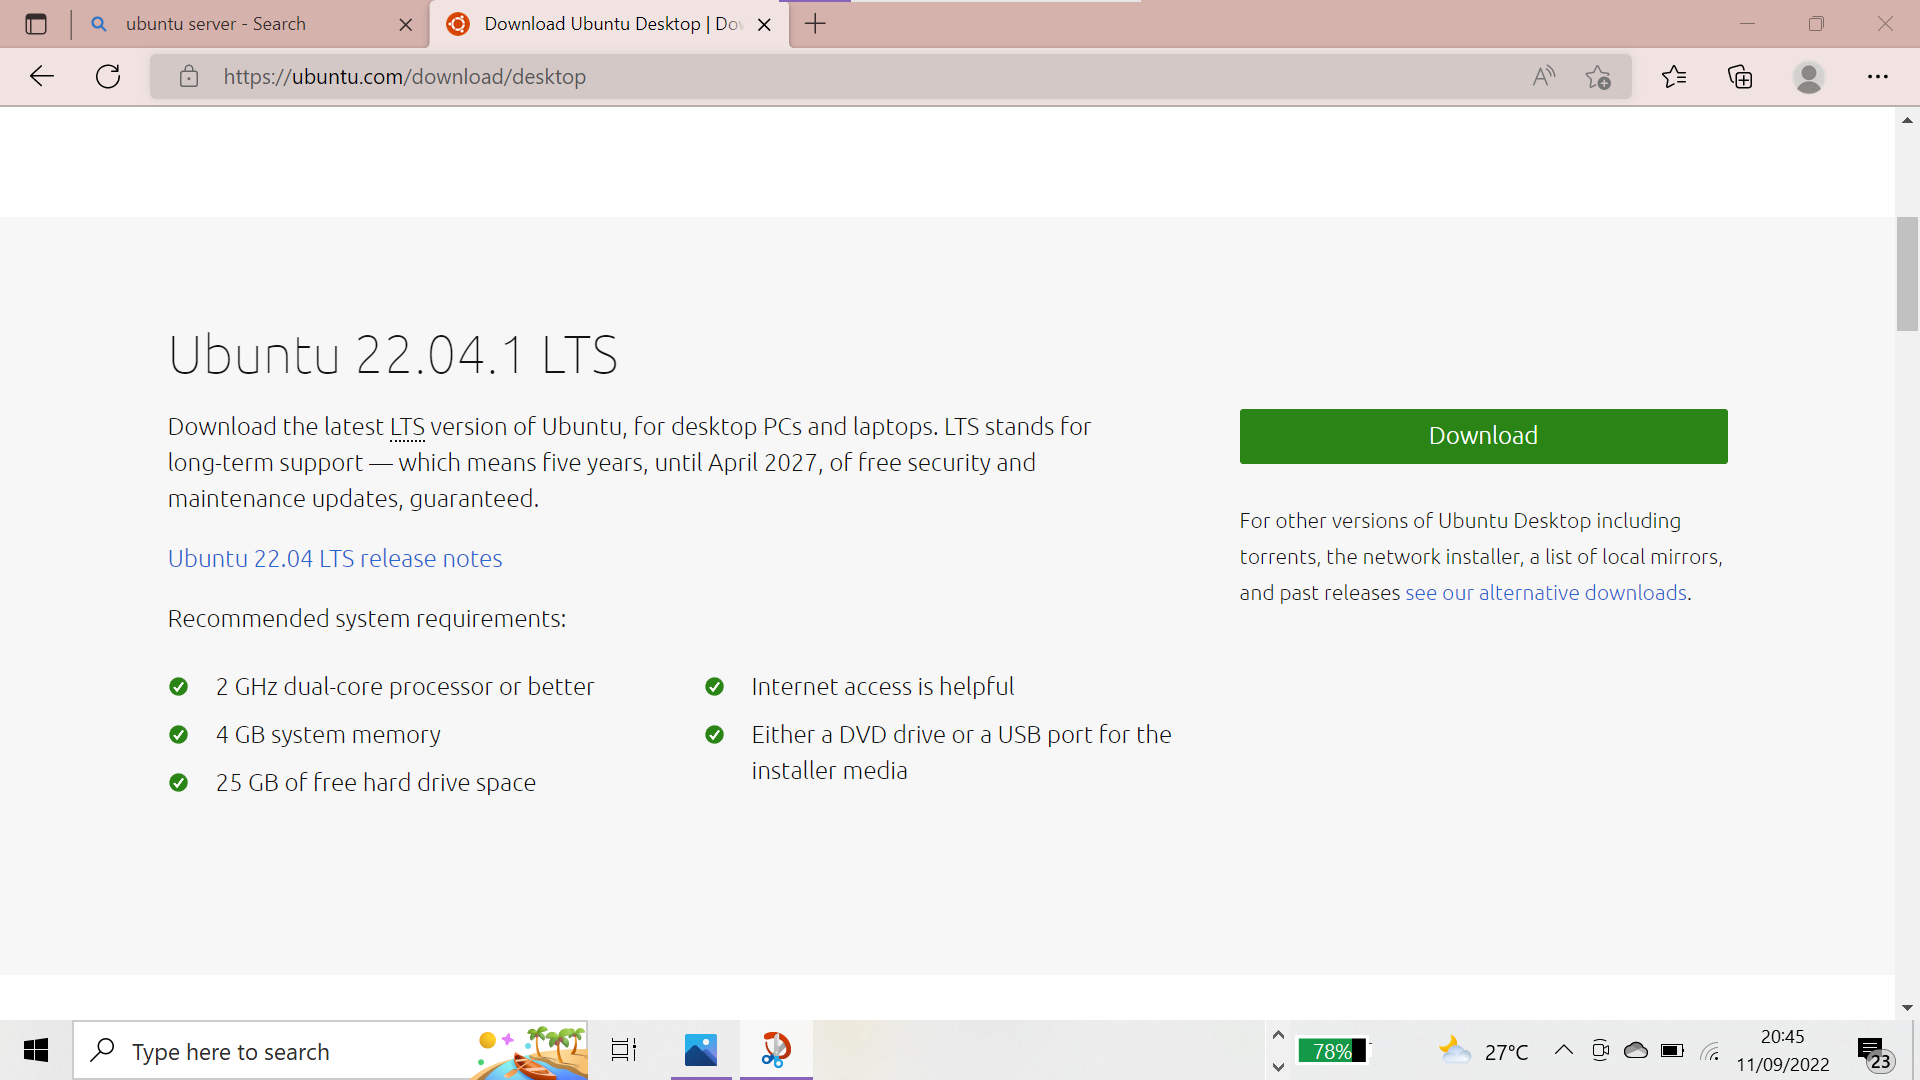 ubuntu server - Search
Download Ubuntu Desktop | Dow
https://ubuntu.com/download/desktop
Ubuntu 22.04.1 LTS
Download the latest LTS version of Ubuntu, for desktop PCs and laptops. LTS stands for
long-term support — which means five years, until April 2027, of free security and
maintenance updates, guaranteed.
Ubuntu 22.04 LTS release notes
Recommended system requirements:
2 GHz dual-core processor or better
4 GB system memory
25 GB of free hard drive space
Internet access is helpful
Either a DVD drive or a USB port for the
installer media
Download
For other versions of Ubuntu Desktop including
torrents, the network installer, a list of local mirrors,
and past releases see our alternative downloads.
Type here to search
78%
27°C
20:45
11/09/2022
23